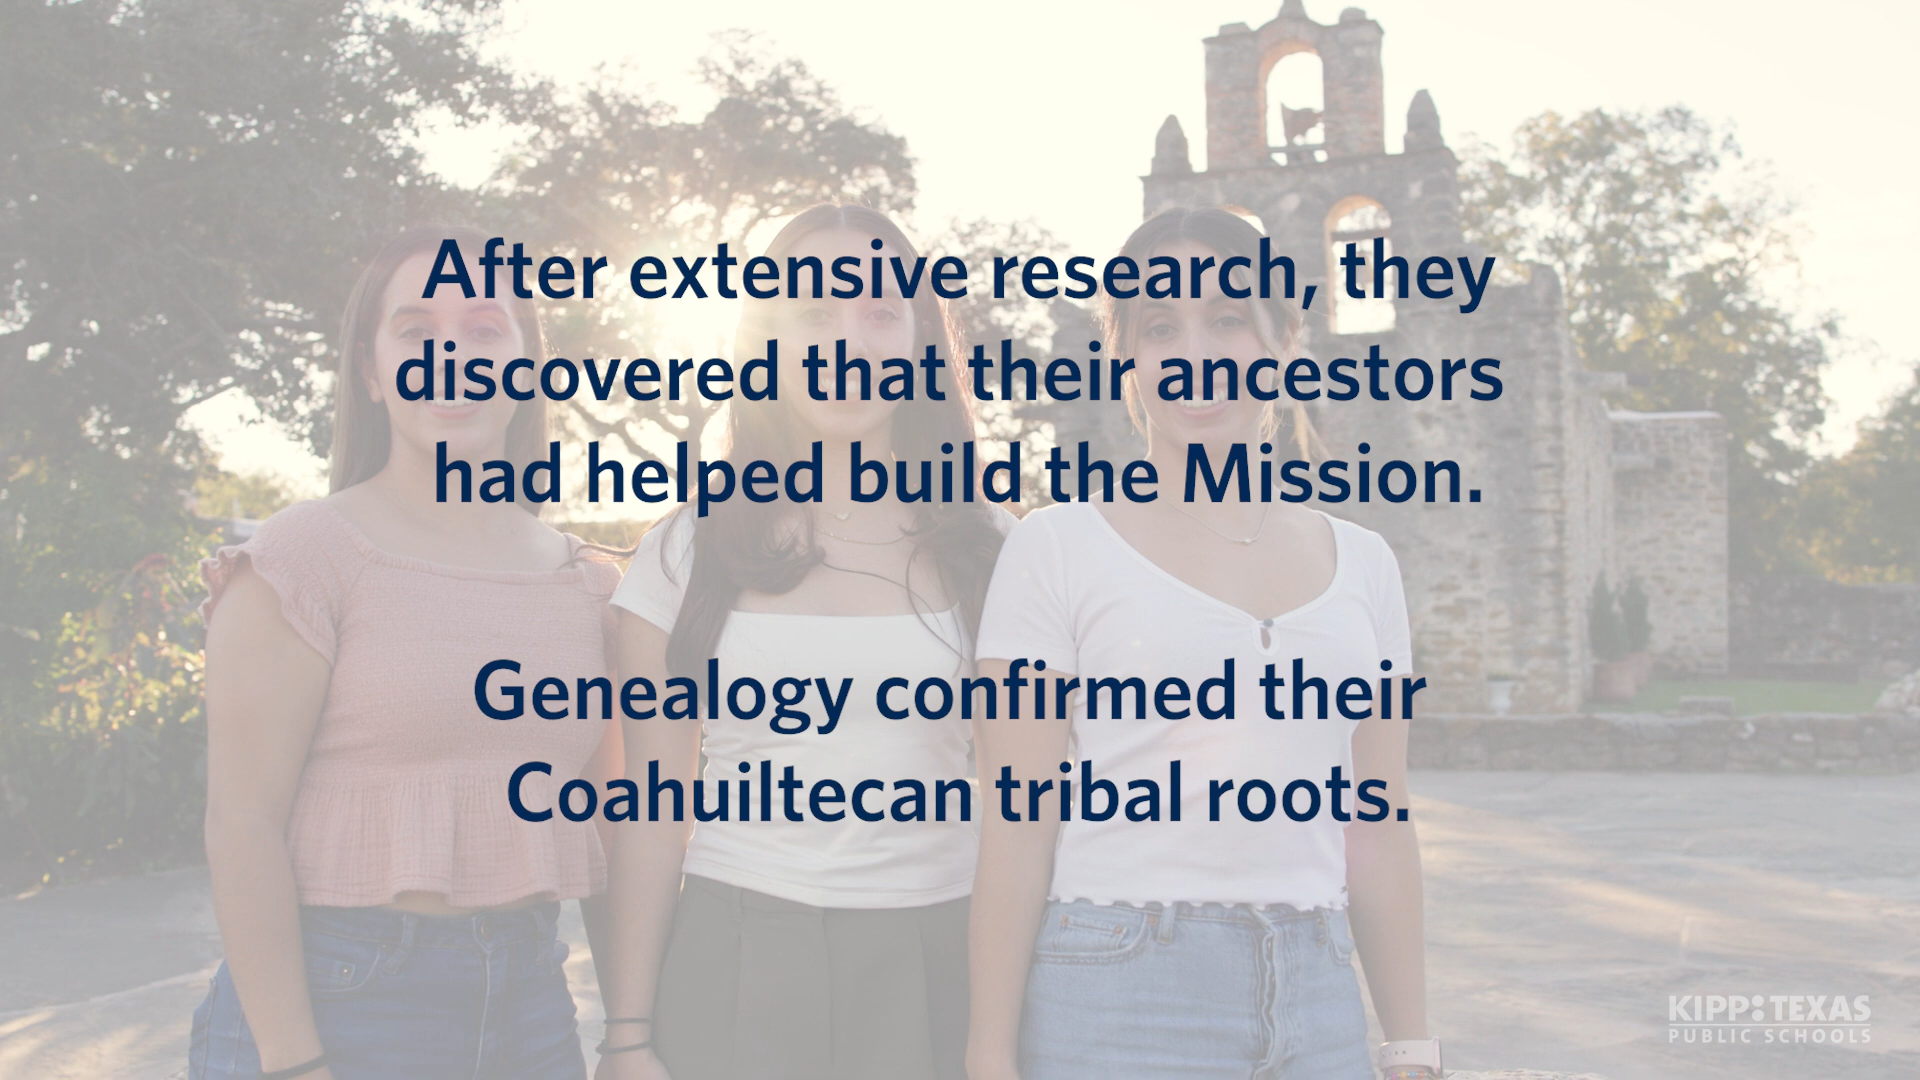 After extensive research, they
discovered that their ancestors
had helped build the Mission.
Genealogy confirmed their
Coahuiltecan tribal roots.
KIPP:TEXAS
PUBLIC SCHOOLS